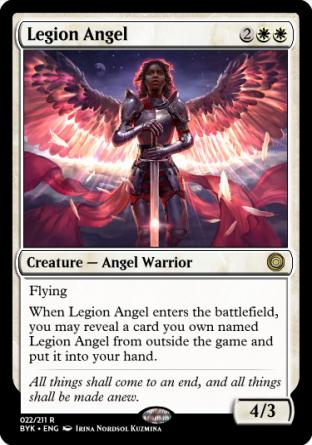 Legion Angel 2
Creature — Angel Warrior
Flying
When Legion Angel enters the battlefield,
you may reveal a card you own named
Legion Angel from outside the game and
put it into your hand.
All things shall come to an end, and all things
shall be made anew.
4/3
022/211 R
BYK • ENG Irina Nordsol Kuzmina